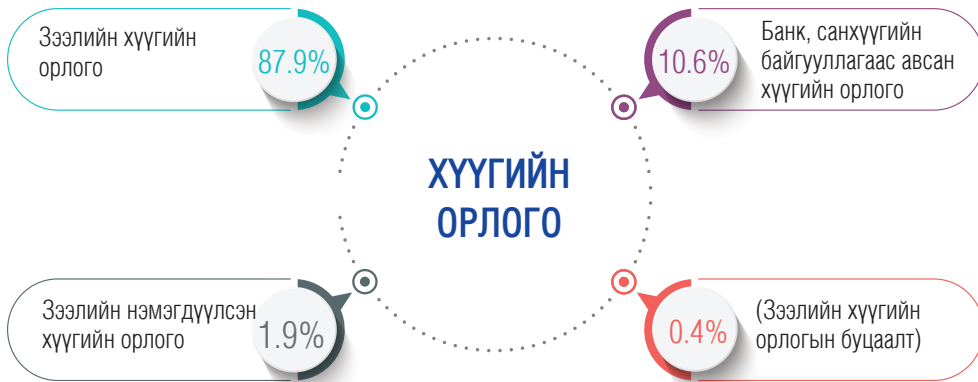 Зээлийн хүүгийн
орлого
87.9%
10.6%
Банк, санхүүгийн
байгууллагаас авсан
хүүгийн орлого
ХҮҮГИЙН
ОРЛОГО
Зээлийн нэмэгдүүлсэн
хүүгийн орлого
1.9%
0.4%
(Зээлийн хүүгийн
орлогын буцаалт)